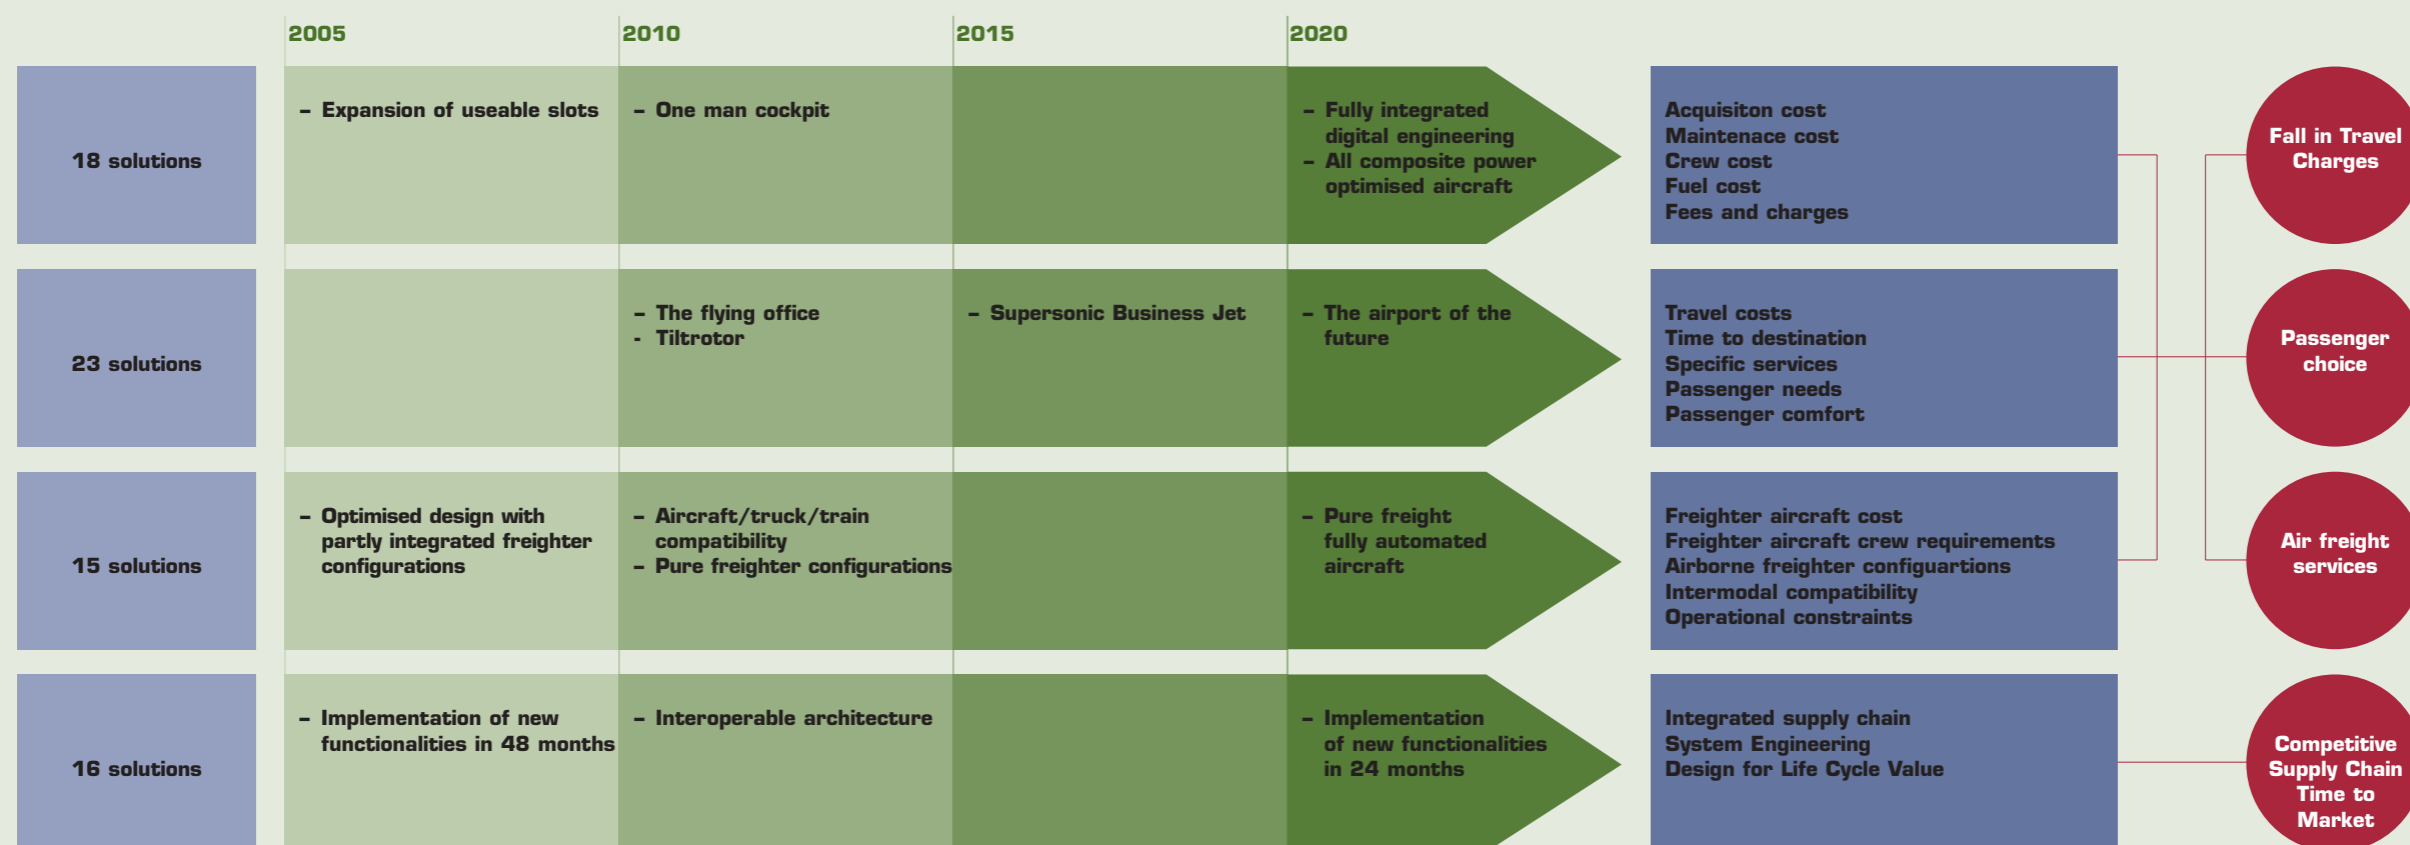 2005
2010
2015
2020
18 solutions
– Expansion of useable slots
– One man cockpit
– Fully integrated
digital engineering
– All composite power
optimised aircraft
Acquisiton cost
Maintenace cost
Crew cost
Fuel cost
Fees and charges
Fall in Travel
Charges
23 solutions
– The flying office
- Tiltrotor
– Supersonic Business Jet
– The airport of the
future
Travel costs
Time to destination
Specific services
Passenger needs
Passenger comfort
Passenger
choice
15 solutions
– Optimised design with
partly integrated freighter
configurations
– Aircraft/truck/train
compatibility
– Pure freighter configurations
– Pure freight
fully automated
aircraft
Freighter aircraft cost
Freighter aircraft crew requirements
Airborne freighter configuartions
Intermodal compatibility
Operational constraints
Air freight
services
16 solutions
– Implementation of new
functionalities in 48 months
– Interoperable architecture
– Implementation
of new functionalities
in 24 months
Integrated supply chain
System Engineering
Design for Life Cycle Value
Competitive
Supply Chain
Time to
Market